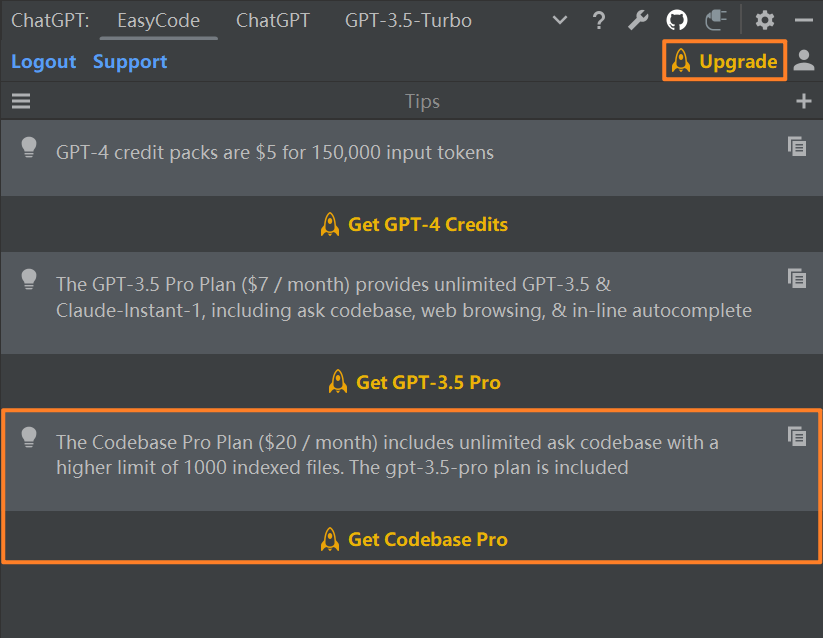 ChatGPT: EasyCode ChatGPT GPT-3.5-Turbo
Logout Support Upgrade
Tips
GPT-4 credit packs are $5 for 150,000 input tokens
Get GPT-4 Credits
The GPT-3.5 Pro Plan ($7 / month) provides unlimited GPT-3.5 &
Claude-Instant-1, including ask codebase, web browsing, & in-line autocomplete
Get GPT-3.5 Pro
The Codebase Pro Plan ($20 / month) includes unlimited ask codebase with a
higher limit of 1000 indexed files. The gpt-3.5-pro plan is included
Get Codebase Pro